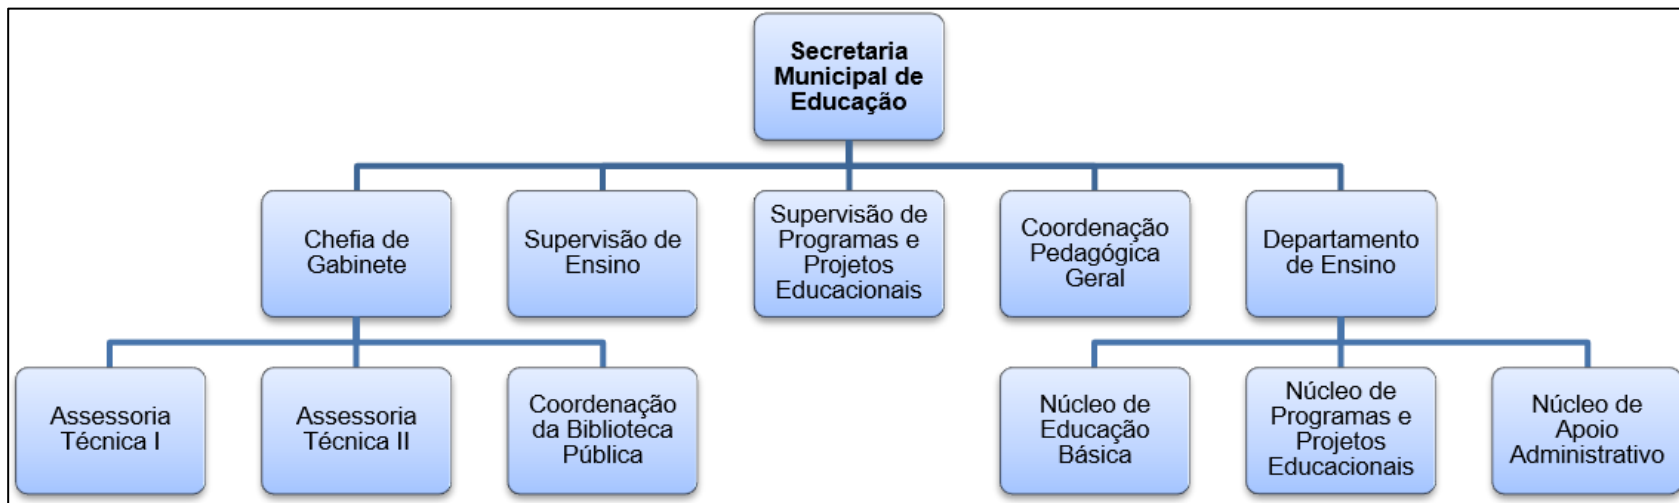 Secretaria
Municipal de
Educação
Chefia de
Gabinete
Supervisão de
Ensino
Supervisão de
Programas e
Projetos
Educacionais
Coordenação
Pedagógica
Geral
Departamento
de Ensino
Assessoria
Técnica I
Assessoria
Técnica II
Coordenação
da Biblioteca
Pública
Núcleo de
Educação
Básica
Núcleo de
Programas e
Projetos
Educacionais
Núcleo de
Apoio
Administrativo